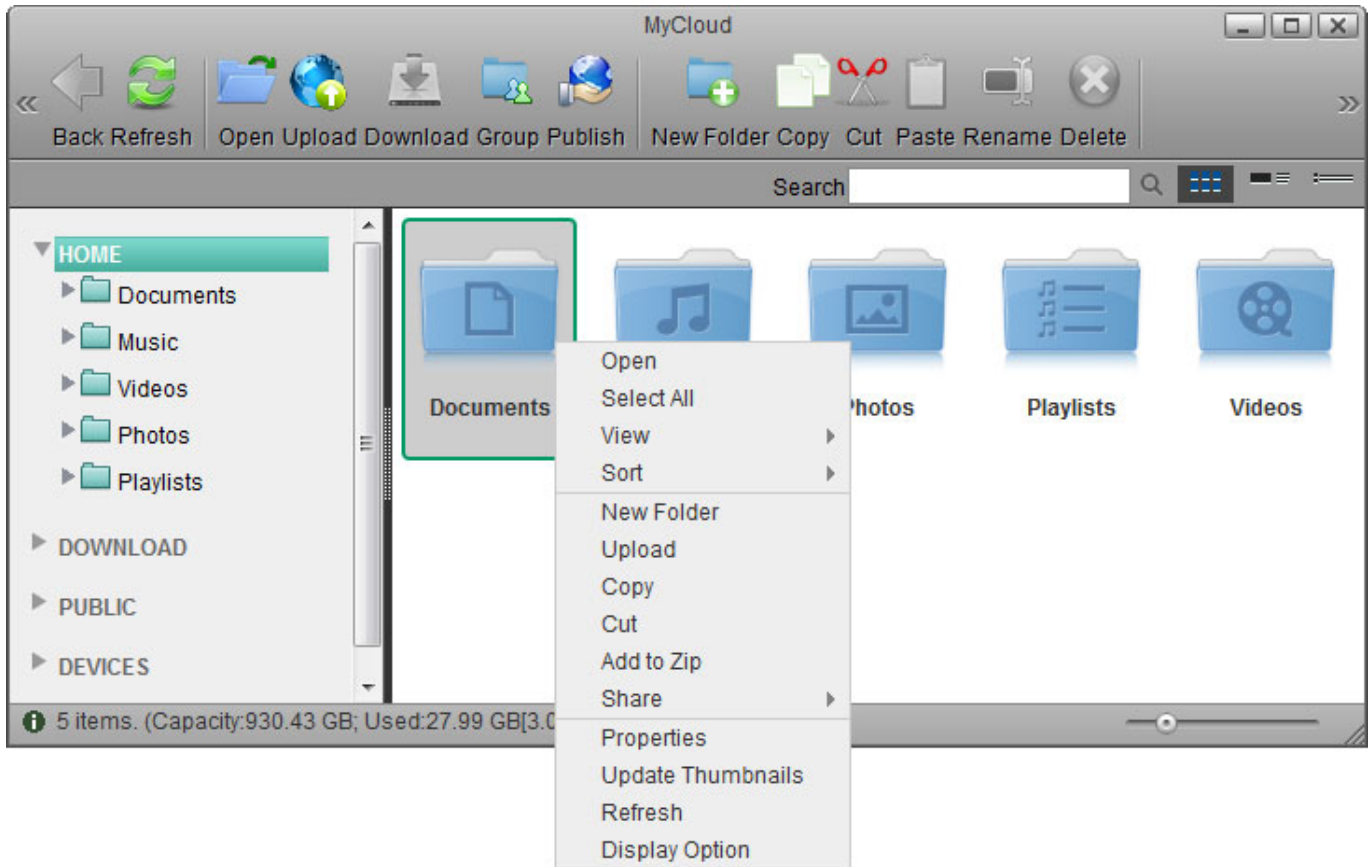 MyCloud
Back Refresh Open Upload Download Group Publish New Folder Copy Cut Paste Rename Delete
Search
HOME
Documents
Music
Videos
Photos
Playlists
DOWNLOAD
PUBLIC
DEVICES
Documents
Photos
Playlists
Videos
Open
Select All
View
Sort
New Folder
Upload
Copy
Cut
Add to Zip
Share
Properties
Update Thumbnails
Refresh
Display Option
5 items. (Capacity:930.43 GB; Used:27.99 GB[3.0